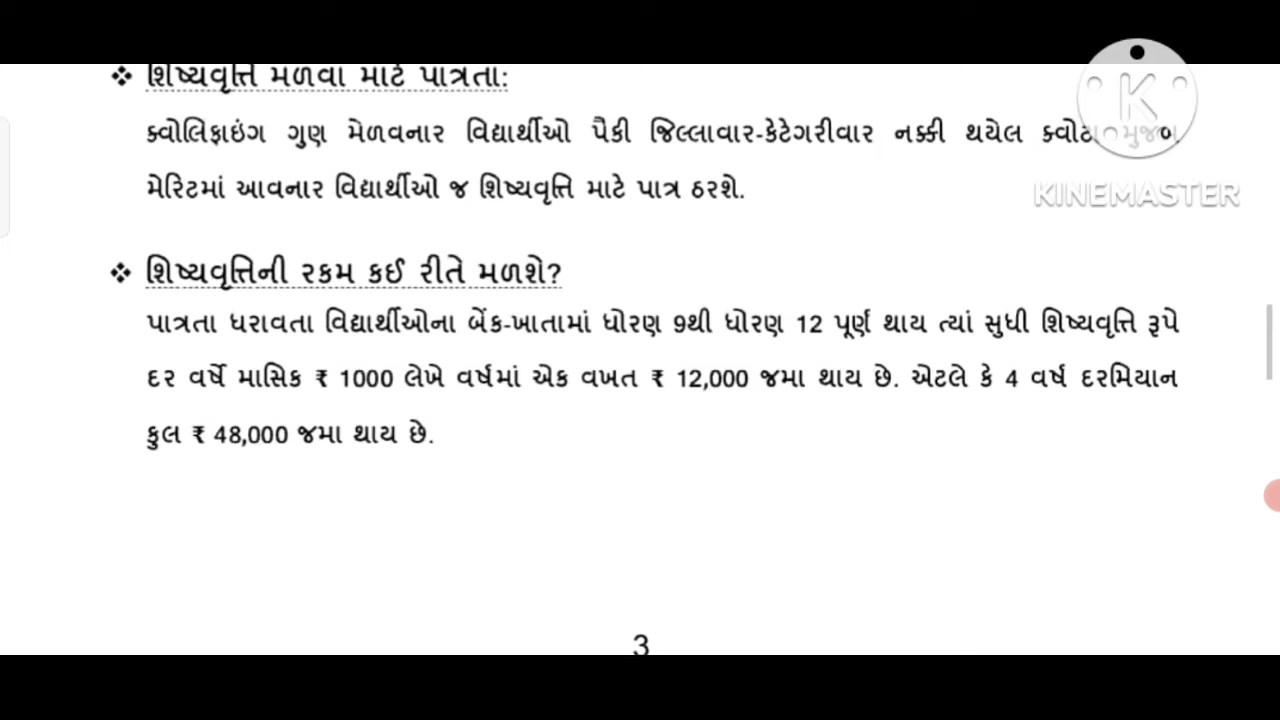 ❖ શિષ્યવૃત્તિ મળવા માટે પાત્રતા:
ક્વોલિફાઇંગ ગુણ મેળવનાર વિદ્યાર્થીઓ પૈકી જિલ્લાવાર-કેટેગરીવાર નક્કી થયેલ ક્વોટા મુજબ
મેરિટમાં આવનાર વિદ્યાર્થીઓ જ શિષ્યવૃત્તિ માટે પાત્ર ઠરશે.
❖ શિષ્યવૃત્તિની રકમ કઈ રીતે મળશે?
પાત્રતા ધરાવતા વિદ્યાર્થીઓના બેંક-ખાતામાં ધોરણ 9થી ધોરણ 12 પૂર્ણ થાય ત્યાં સુધી શિષ્યવૃત્તિ રૂપે
દર વર્ષે માસિક ₹ 1000 લેખે વર્ષમાં એક વખત ₹ 12,000 જમા થાય છે. એટલે કે 4 વર્ષ દરમિયાન
કુલ ₹ 48,000 જમા થાય છે.
3
K
KINEMASTER